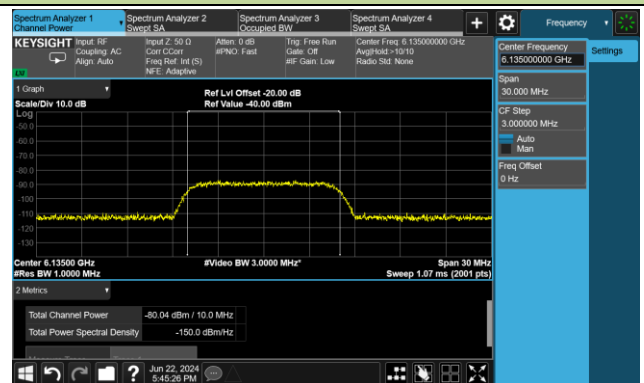 Spectrum Analyzer 1
Channel Power
Spectrum Analyzer 2
Swept SA
Spectrum Analyzer 3
Occupied BW
Spectrum Analyzer 4
Swept SA
Frequency
KEYSIGHT
Input: RF
Coupling: AC
Align: Auto
Input Z: 50 Ω
Corr CCorr
Freq Ref: Int (S)
NFE: Adaptive
Atten: 0 dB
#PNO: Fast
Trig: Free Run
Gate: Off
#IF Gain: Low
Center Freq: 6.135000000 GHz
Avg|Hold:>10/10
Radio Std: None
Center Frequency
6.135000000 GHz
Settings
Span
30.000 MHz
CF Step
3.000000 MHz
Auto
Man
Freq Offset
0 Hz
1 Graph
Scale/Div 10.0 dB
Ref Lvl Offset -20.00 dB
Ref Value -40.00 dBm
Log
-50.0
-60.0
-70.0
-80.0
-90.0
-100
-110
-120
-130
Center 6.13500 GHz
#Res BW 1.0000 MHz
#Video BW 3.0000 MHz*
Span 30 MHz
Sweep 1.07 ms (2001 pts)
2 Metrics
Total Channel Power -80.04 dBm / 10.0 MHz
Total Power Spectral Density -150.0 dBm/Hz
Jun 22, 2024
5:45:26 PM